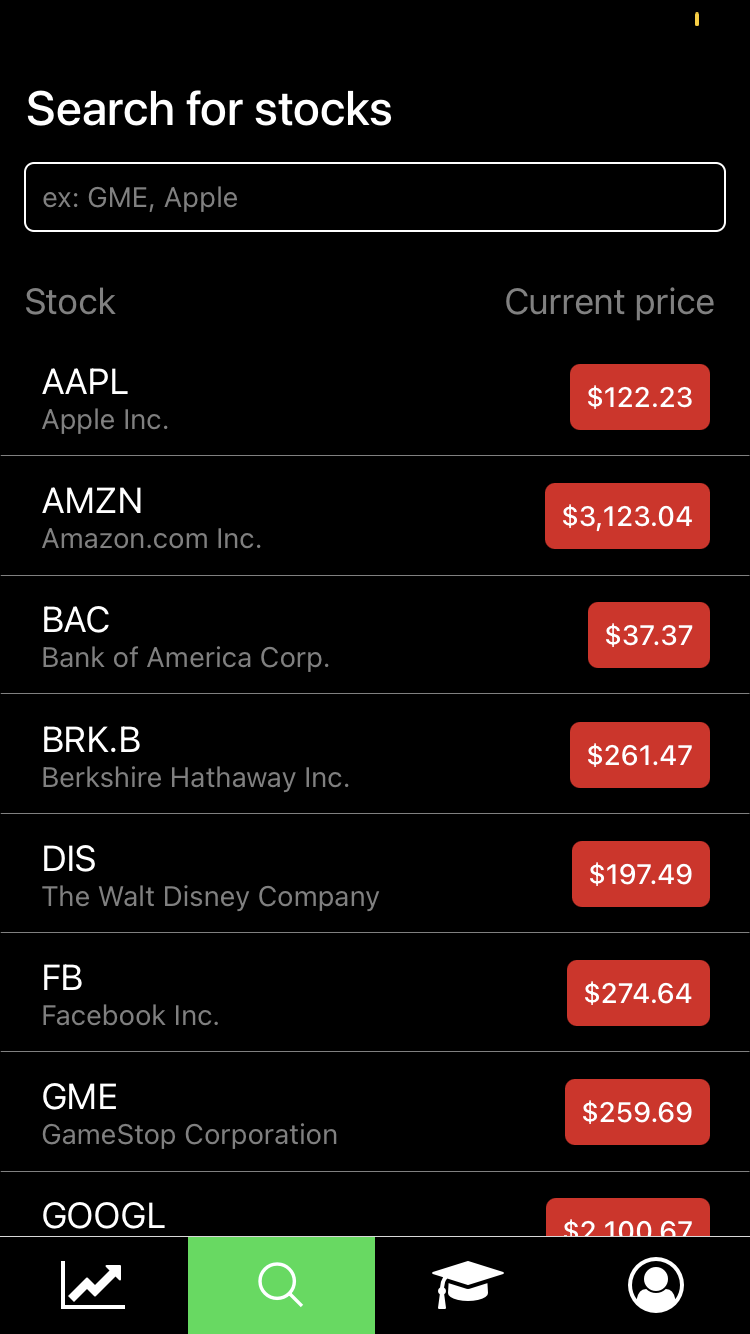 Search for stocks
ex: GME, Apple
Stock Current price
AAPL
Apple Inc.
$122.23
AMZN
Amazon.com Inc.
$3,123.04
BAC
Bank of America Corp.
$37.37
BRK.B
Berkshire Hathaway Inc.
$261.47
DIS
The Walt Disney Company
$197.49
FB
Facebook Inc.
$274.64
GME
GameStop Corporation
$259.69
GOOGL
$2,100.67